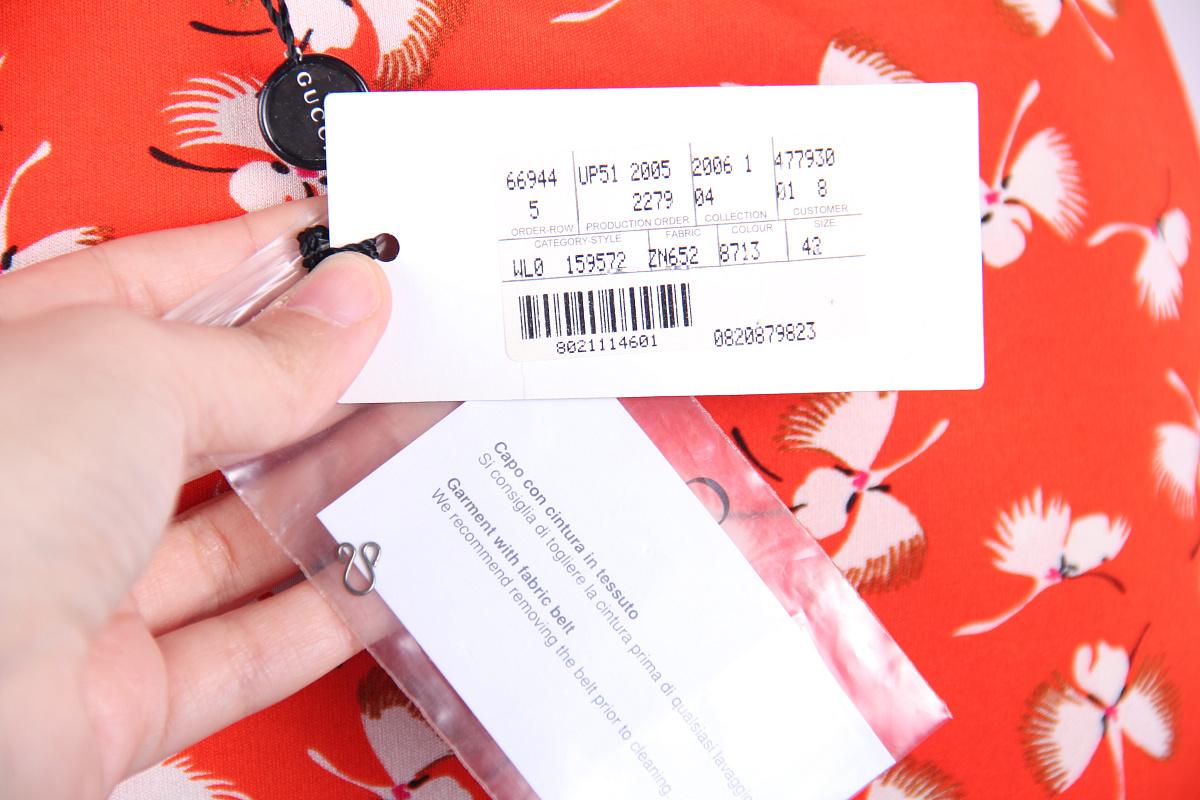 GUCCI
66944 UP51 2005 2006 1 477930
5 2279 04 01 8
ORDER-ROW PRODUCTION ORDER COLLECTION CUSTOMER
CATEGORY-STYLE FABRIC COLOUR SIZE
WL0 159572 ZN652 8713 42
8021114601 0820879823
Capo con cintura in tessuto
Si consiglia di togliere la cintura prima di qualsiasi lavaggio
Garment with fabric belt
We recommend removing the belt prior to cleaning.